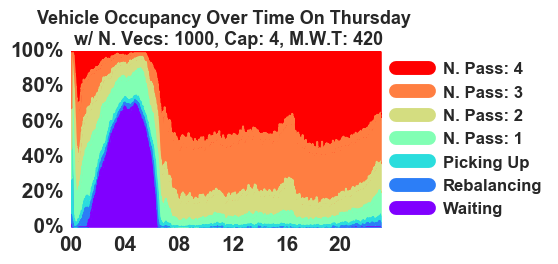 Vehicle Occupancy Over Time On Thursday
w/ N. Vecs: 1000, Cap: 4, M.W.T: 420
100%
80%
60%
40%
20%
0%
00 04 08 12 16 20
N. Pass: 4
N. Pass: 3
N. Pass: 2
N. Pass: 1
Picking Up
Rebalancing
Waiting